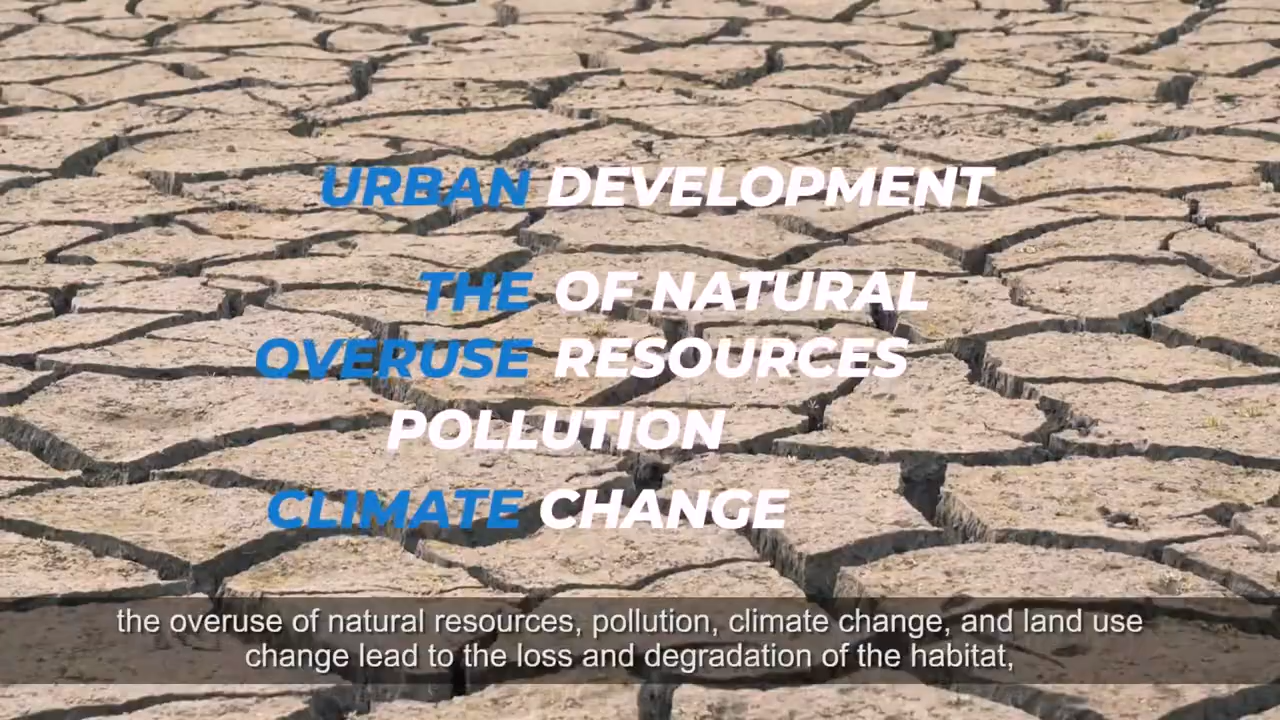 URBAN DEVELOPMENT
THE OF NATURAL
OVERUSE RESOURCES
POLLUTION
CLIMATE CHANGE
the overuse of natural resources, pollution, climate change, and land use
change lead to the loss and degradation of the habitat,